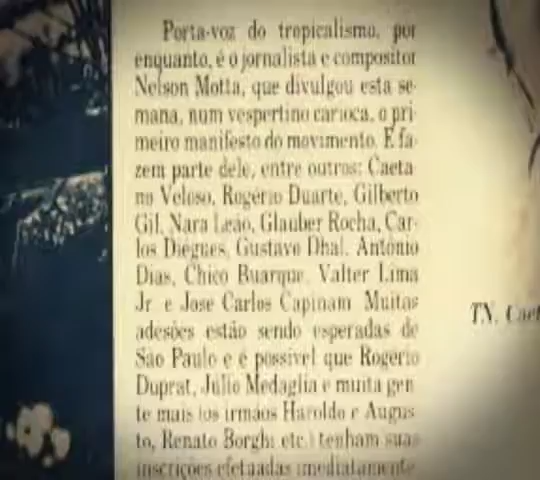 Porta-voz do tropicalismo, por
enquanto, é o jornalista e compositor
Nelson Motta, que divulgou esta se-
mana, num vespertino carioca, o pri-
meiro manifesto do movimento. E fa-
zem parte dele, entre outros: Caeta-
no Veloso, Rogério Duarte, Gilberto
Gil, Nara Leão, Glauber Rocha, Car-
los Diegues, Gustavo Dhal, Antônio
Dias, Chico Buarque, Valter Lima
Jr. e José Carlos Capinam. Muitas
adesões estão sendo esperadas de
São Paulo e é possível que Rogério
Duprat, Júlio Medaglia e muita gen-
te mais (os irmãos Haroldo e Augus-
to, Renato Borghi etc.) tenham suas
inscrições efetuadas imediatamente
TN. Caet